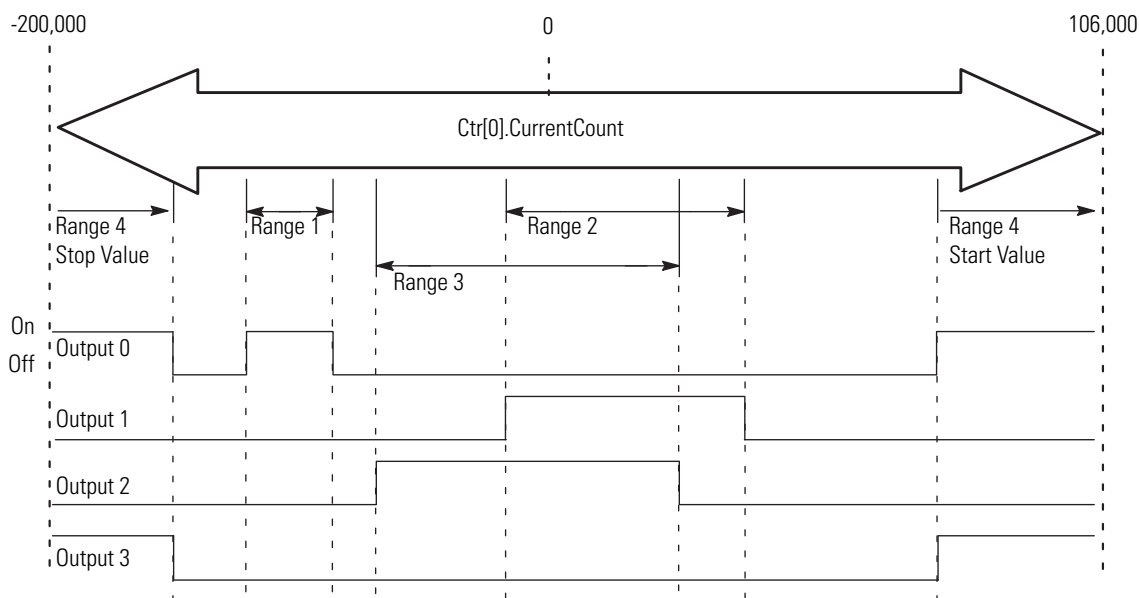 -200,000
0
106,000
Ctr[0].CurrentCount
Range 4
Stop Value
Range 1
Range 2
Range 4
Start Value
Range 3
On
Off
Output 0
Output 1
Output 2
Output 3